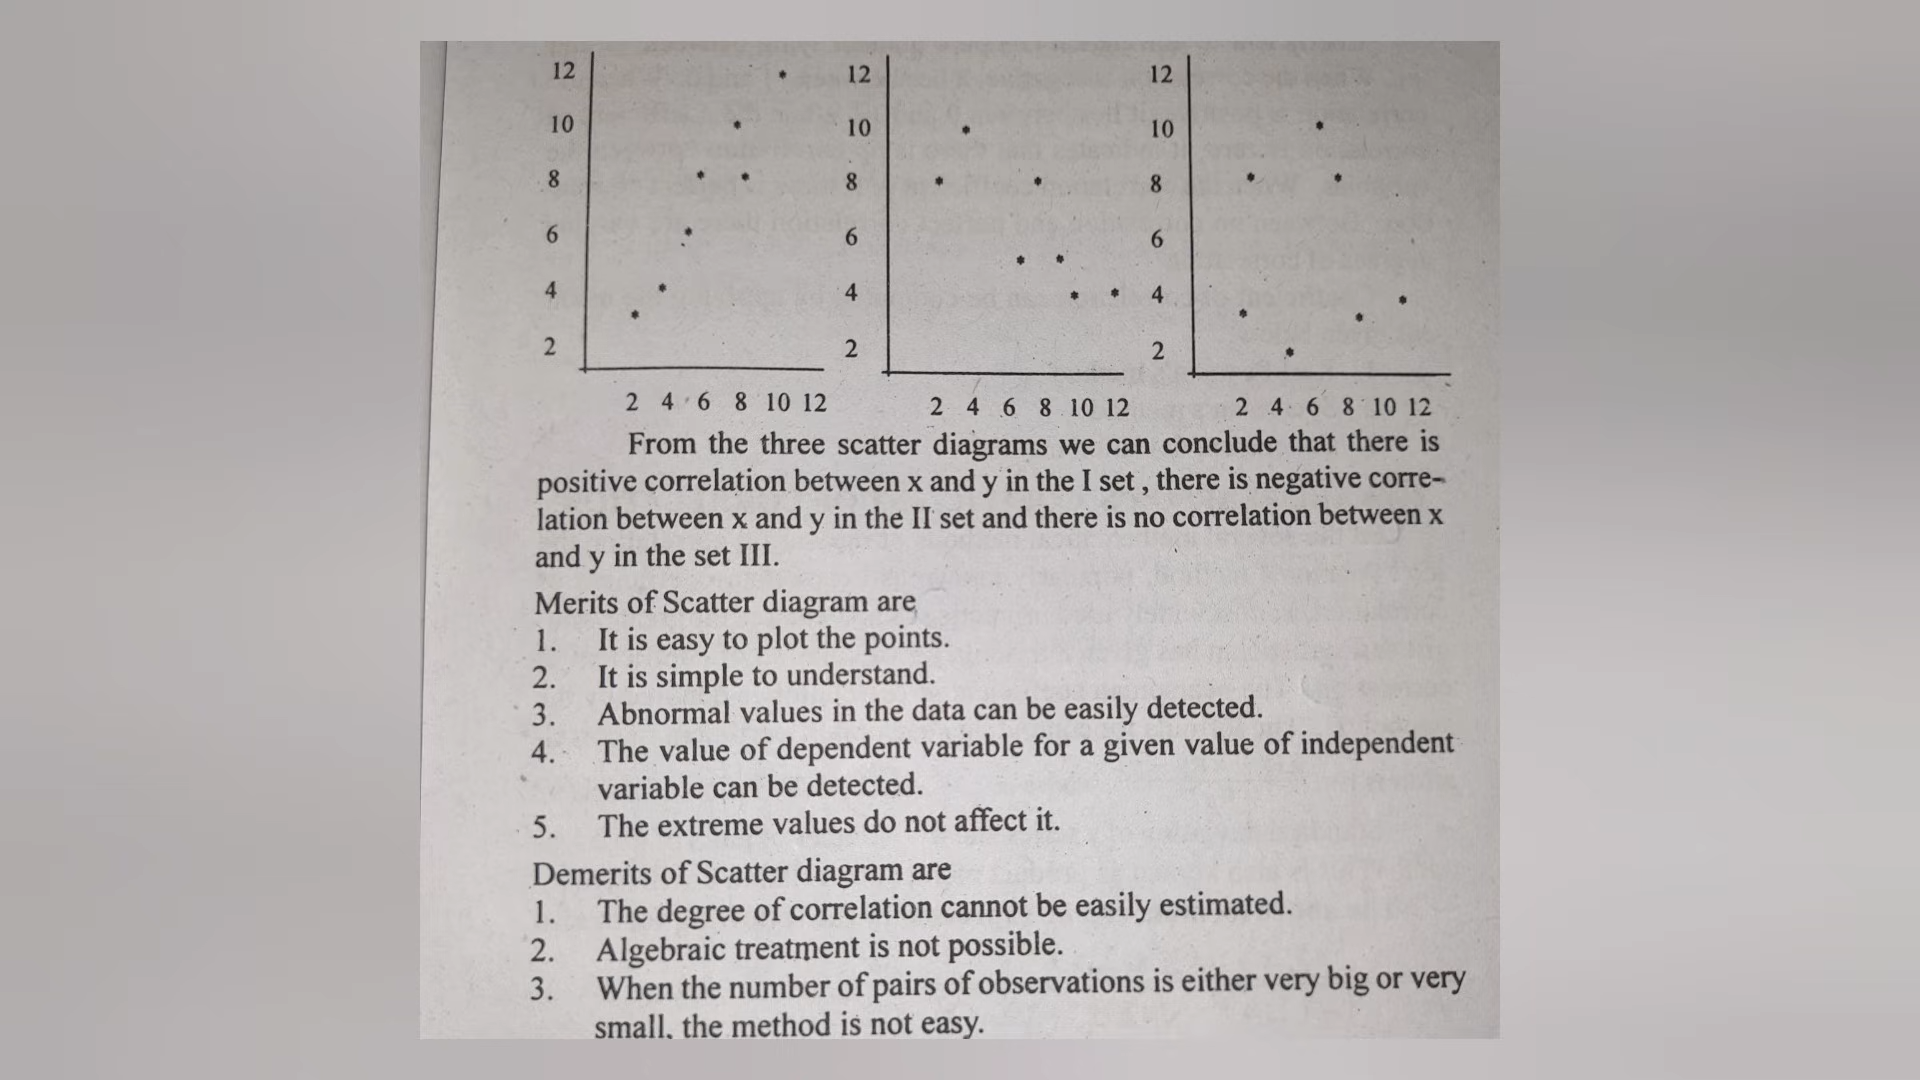 12
10
8
6
4
2
2 4 6 8 10 12
12
10
8
6
4
2
2 4 6 8 10 12
12
10
8
6
4
2
2 4 6 8 10 12
From the three scatter diagrams we can conclude that there is
positive correlation between x and y in the I set , there is negative corre-
lation between x and y in the II set and there is no correlation between x
and y in the set III.
Merits of Scatter diagram are
1. It is easy to plot the points.
2. It is simple to understand.
3. Abnormal values in the data can be easily detected.
4. The value of dependent variable for a given value of independent
variable can be detected.
5. The extreme values do not affect it.
Demerits of Scatter diagram are
1. The degree of correlation cannot be easily estimated.
2. Algebraic treatment is not possible.
3. When the number of pairs of observations is either very big or very
small, the method is not easy.